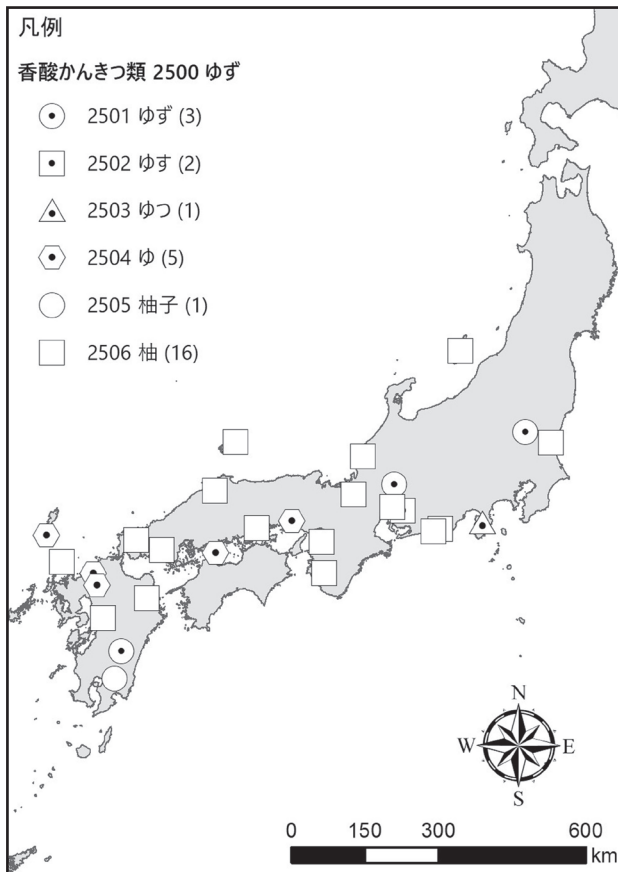 凡例
香酸かんきつ類 2500 ゆず
2501 ゆず (3)
2502 ゆす (2)
2503 ゆつ (1)
2504 ゆ (5)
2505 柚子 (1)
2506 柚 (16)
N
W E
S
0 150 300 600
km